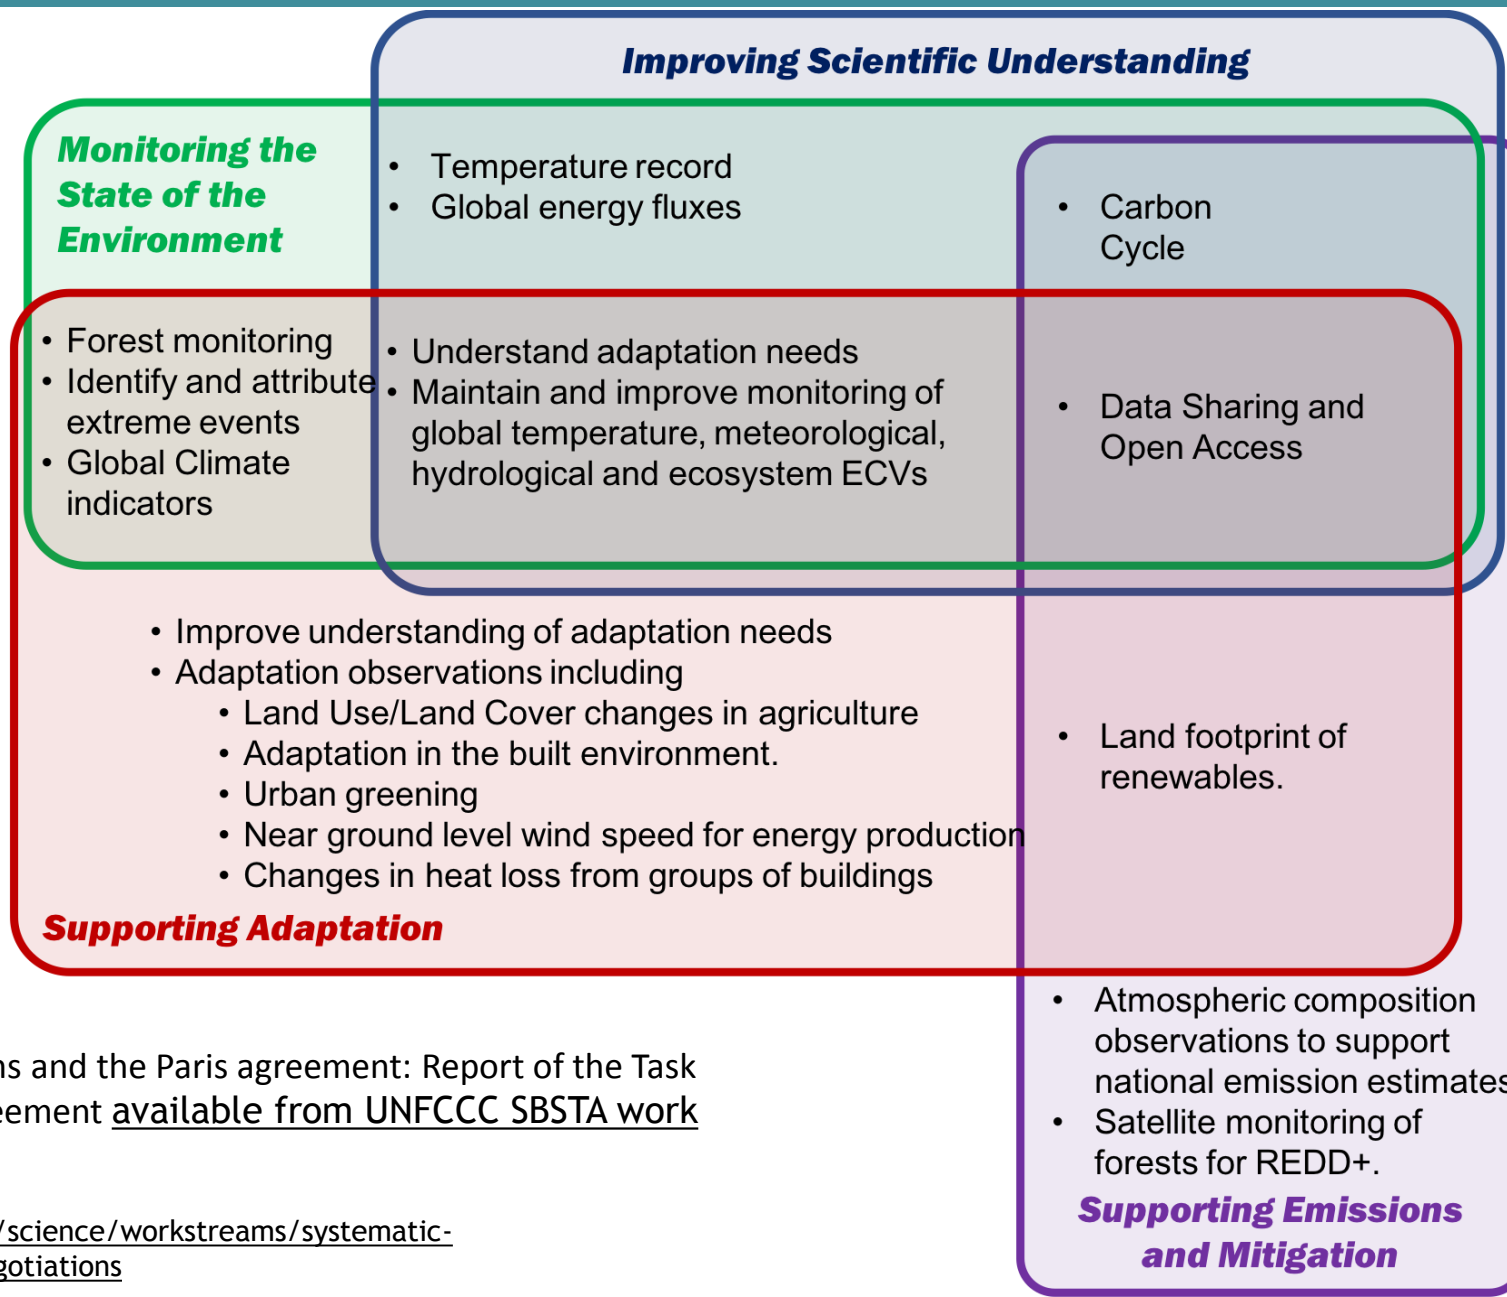 Improving Scientific Understanding
Monitoring the
State of the
Environment
• Temperature record
• Global energy fluxes
• Carbon
Cycle
• Forest monitoring
• Identify and attribute
extreme events
• Global Climate
indicators
• Understand adaptation needs
• Maintain and improve monitoring of
global temperature, meteorological,
hydrological and ecosystem ECVs
• Data Sharing and
Open Access
• Improve understanding of adaptation needs
• Adaptation observations including
• Land Use/Land Cover changes in agriculture
• Adaptation in the built environment.
• Urban greening
• Near ground level wind speed for energy production
• Changes in heat loss from groups of buildings
• Land footprint of
renewables.
Supporting Adaptation
• Atmospheric composition
observations to support
national emission estimates
• Satellite monitoring of
forests for REDD+.
Supporting Emissions
and Mitigation
ns and the Paris agreement: Report of the Task
eement available from UNFCCC SBSTA work
/science/workstreams/systematic-
gotiations